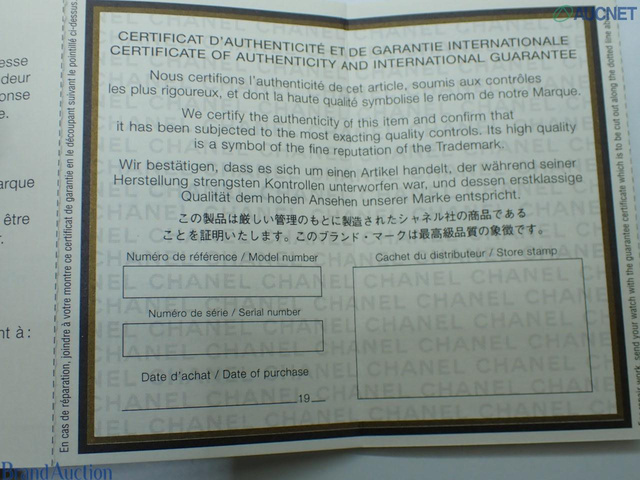 AUCNET
CERTIFICAT D'AUTHENTICITÉ ET DE GARANTIE INTERNATIONALE
CERTIFICATE OF AUTHENTICITY AND INTERNATIONAL GUARANTEE
Nous certifions l'authenticité de cet article, soumis aux contrôles
les plus rigoureux, et dont la haute qualité symbolise le renom de notre Marque.
We certify the authenticity of this item and confirm that
it has been subjected to the most exacting quality controls. Its high quality
is a symbol of the fine reputation of the Trademark.
Wir bestätigen, dass es sich um einen Artikel handelt, der während seiner
Herstellung strengsten Kontrollen unterworfen war, und dessen erstklassige
Qualität dem hohen Ansehen unserer Marke entspricht.
この製品は厳しい管理のもとに製造されたシャネル社の商品である
ことを証明いたします。このブランド・マークは最高級品質の象徴です。
Numéro de référence / Model number
Cachet du distributeur / Store stamp
Numéro de série / Serial number
Date d'achat / Date of purchase
19
CHANEL CHANEL CHANEL
En cas de réparation, joindre à votre montre ce certificat de garantie en le découpant suivant le pointillé ci-dessus.
send your watch with the guarantee certificate which is to be cut out along the dotted line
esse
deur
onse
e.
arque
être
r.
nt à :
BrandAuction